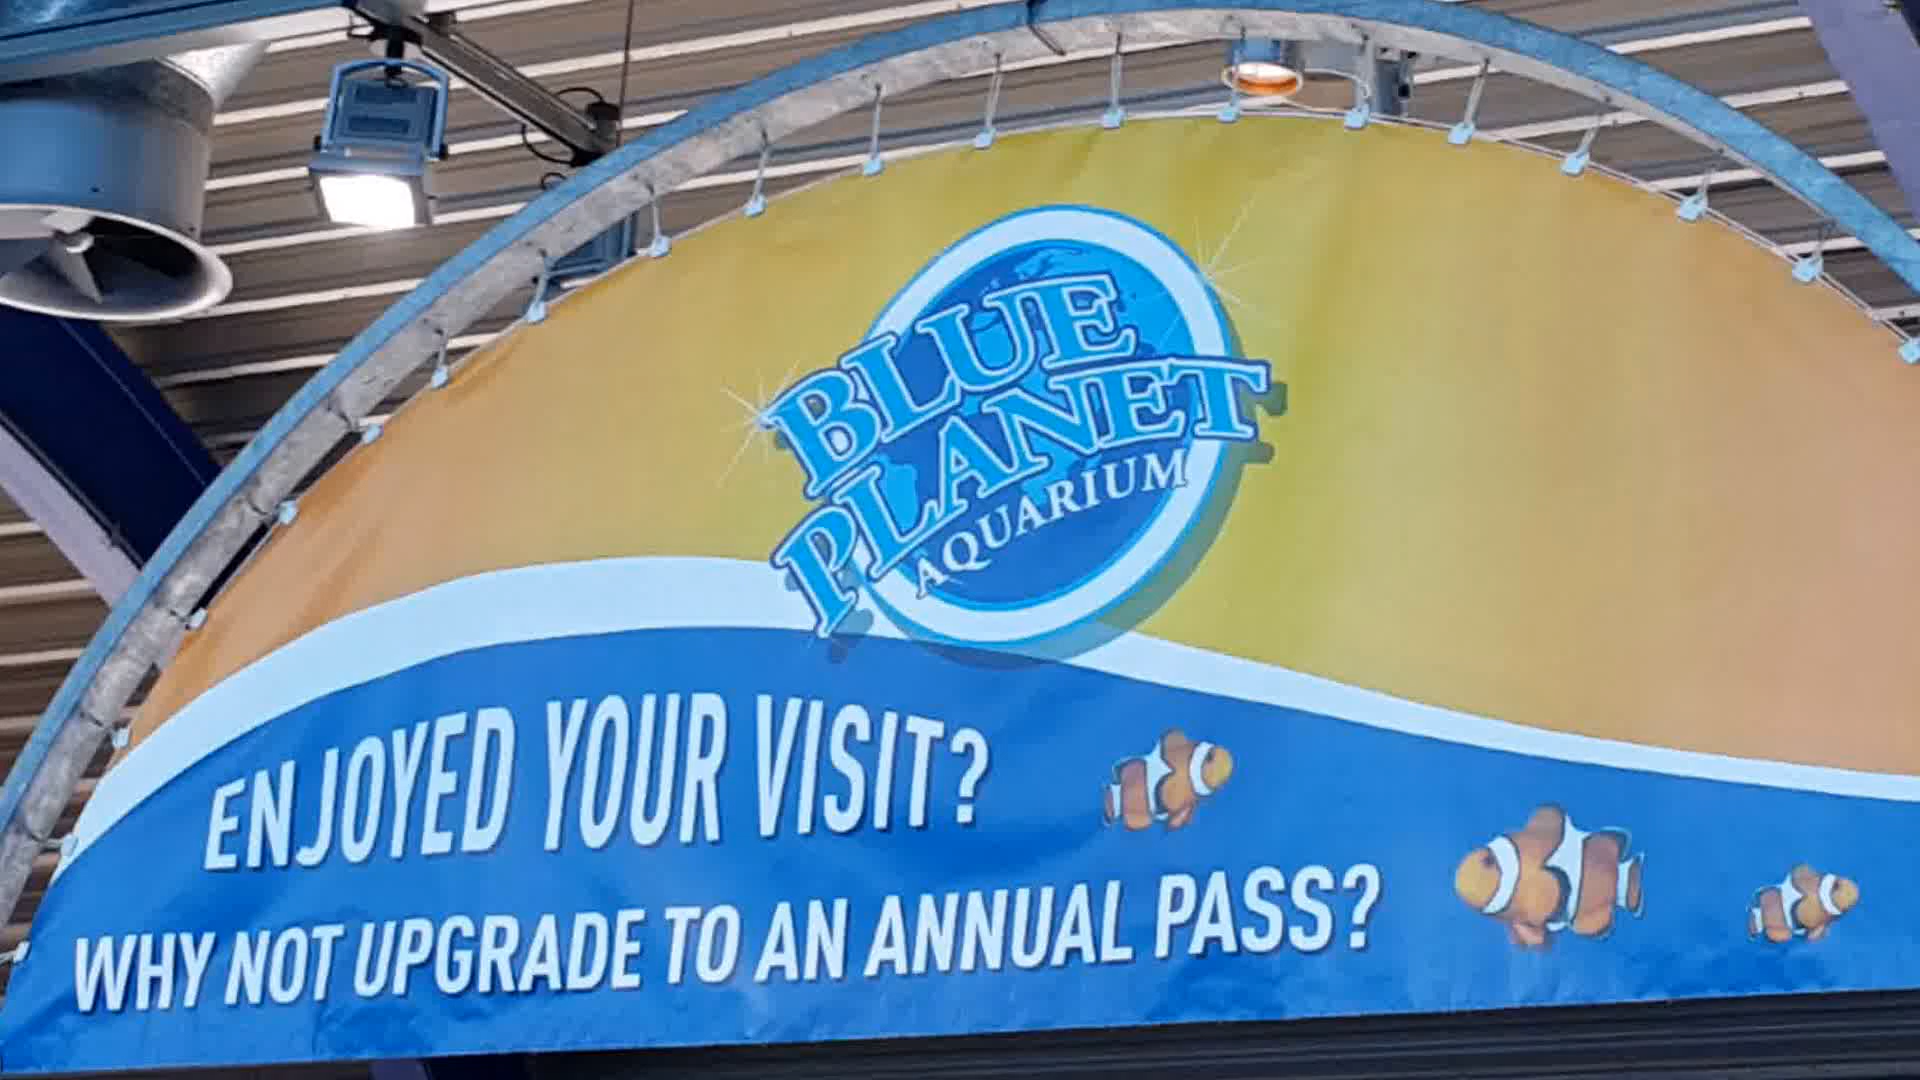 BLUE
PLANET
AQUARIUM
ENJOYED YOUR VISIT?
WHY NOT UPGRADE TO AN ANNUAL PASS?